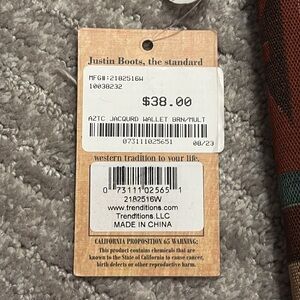 Justin Boots, the standard
MFG#:2182516W
10038232
$38.00
AZTC JACQURD WALLET BRN/MULT
073111025651 08/23
western tradition to your life.
0 73111 02565 1
2182516W
www.trenditions.com
Trenditions, LLC
MADE IN CHINA
CALIFORNIA PROPOSITION 65 WARNING:
This product contains chemicals that are
known to the State of California to cause cancer,
birth defects or other reproductive harm.